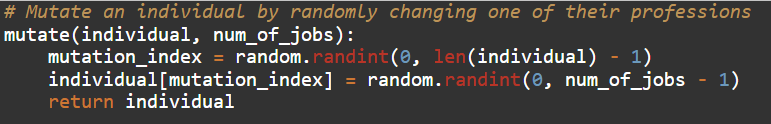 # Mutate an individual by randomly changing one of their professions
mutate(individual, num_of_jobs):
    mutation_index = random.randint(0, len(individual) - 1)
    individual[mutation_index] = random.randint(0, num_of_jobs - 1)
    return individual